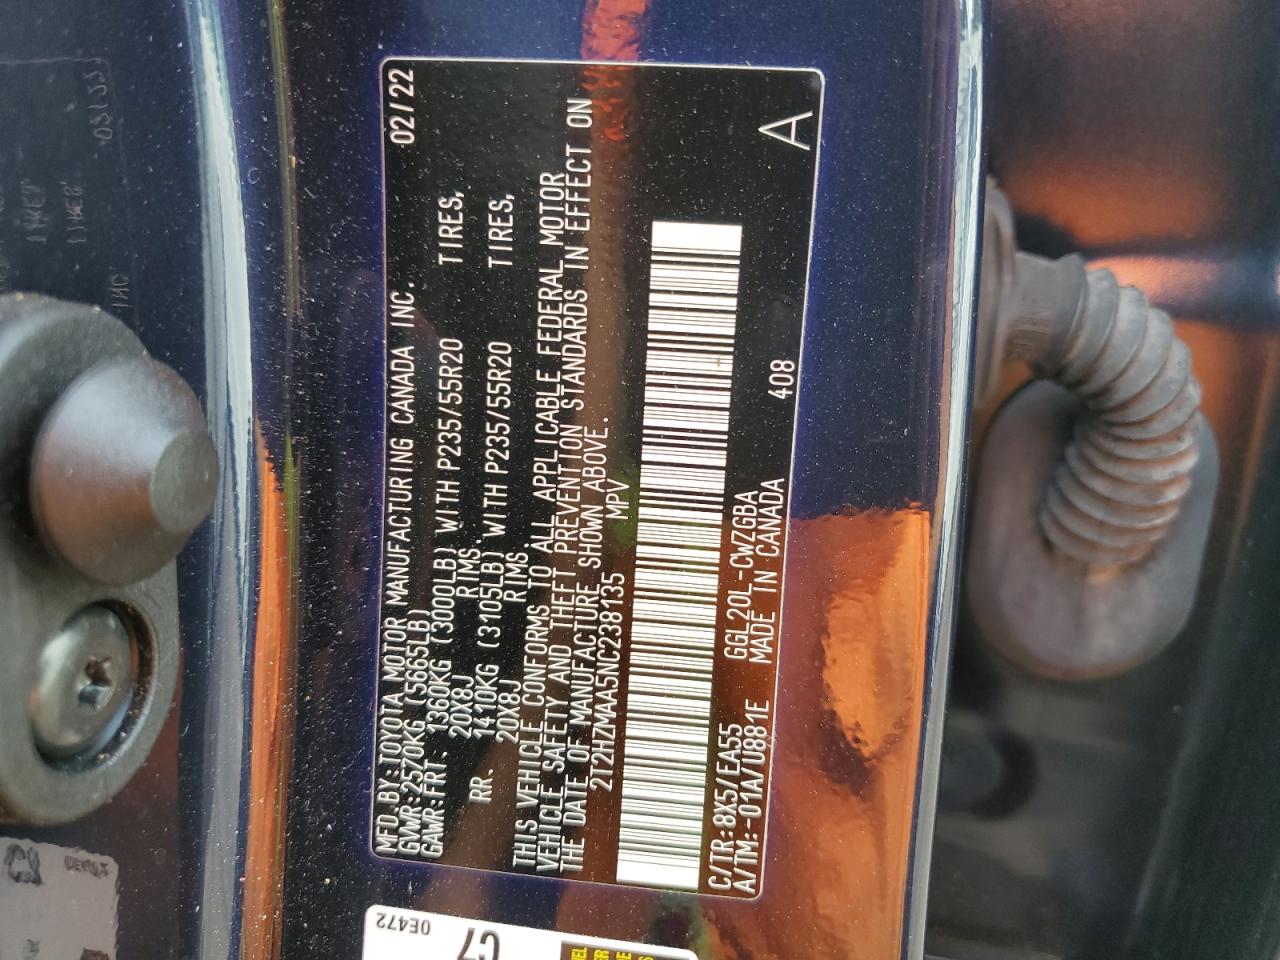 MFD.BY:TOYOTA MOTOR MANUFACTURING CANADA INC. 02/22
GVWR:2570KG (5665LB)
GAWR:FRT. 1360KG (3000LB) WITH P235/55R20 TIRES,
20X8J RIMS
RR. 1410KG (3105LB) WITH P235/55R20 TIRES,
20X8J RIMS
THIS VEHICLE CONFORMS TO ALL APPLICABLE FEDERAL MOTOR
VEHICLE SAFETY AND THEFT PREVENTION STANDARDS IN EFFECT ON
THE DATE OF MANUFACTURE SHOWN ABOVE.
2T2HZMAA5NC238135 MPV
C/TR:8X5/EA55 GGL20L-CWZGBA
A/TM:-01A/U881E MADE IN CANADA 408 A
0E472